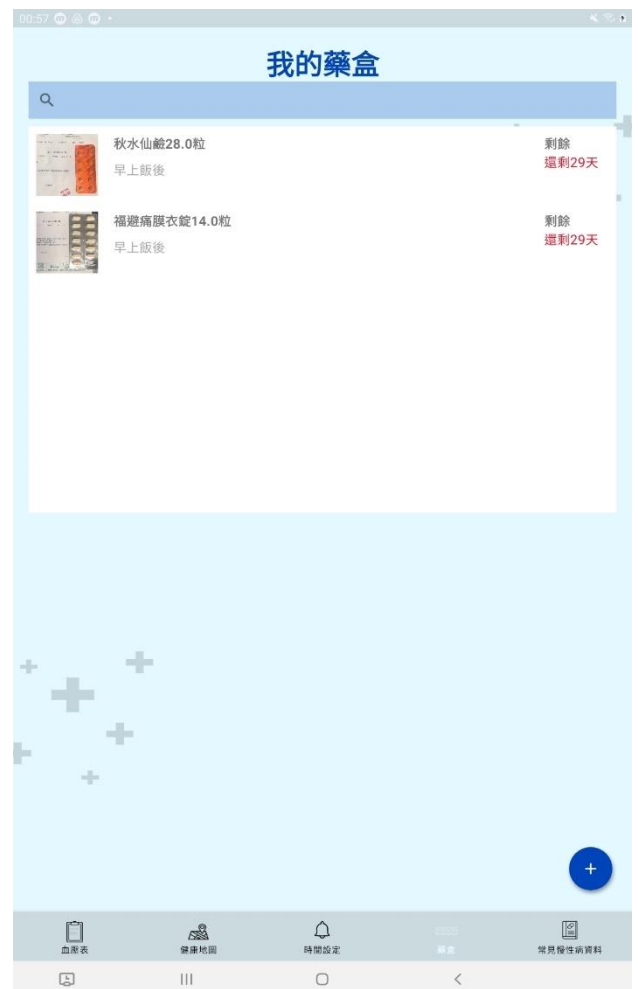 00:57
我的藥盒
秋水仙鹼28.0粒
早上飯後
剩餘
還剩29天
福避痛膜衣錠14.0粒
早上飯後
剩餘
還剩29天
血壓表
健康地圖
時間設定
藥盒
常見慢性病資料